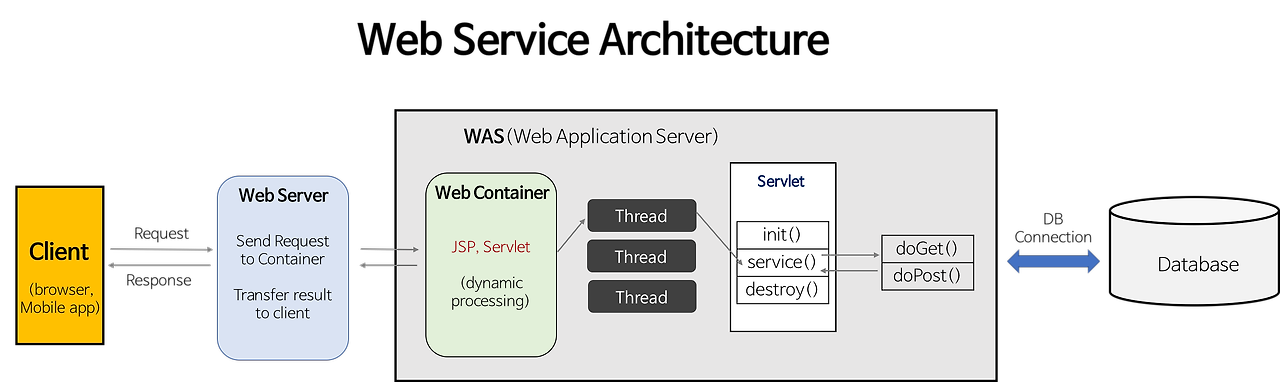 Web Service Architecture
WAS(Web Application Server)
Client
(browser,
Mobile app)
Request
Response
Web Server
Send Request
to Container
Transfer result
to client
Web Container
JSP, Servlet
(dynamic
processing)
Thread
Thread
Thread
Servlet
init()
service()
destroy()
doGet()
doPost()
DB
Connection
Database